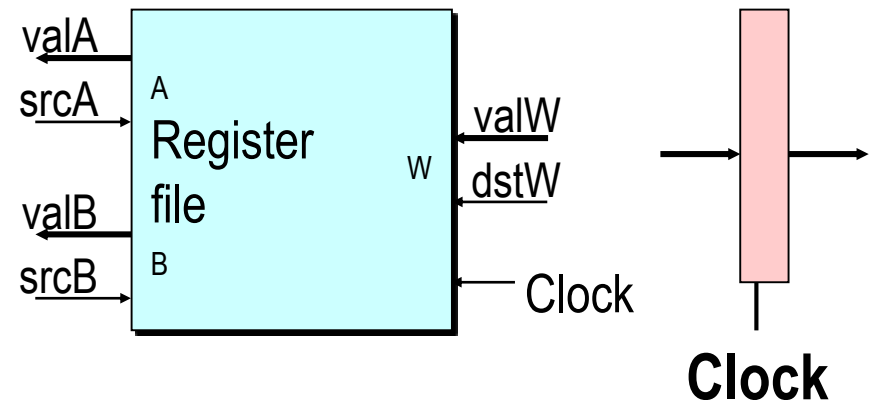 valA
srcA
A
Register
file
valB
srcB
B
W
valW
dstW
Clock
Clock